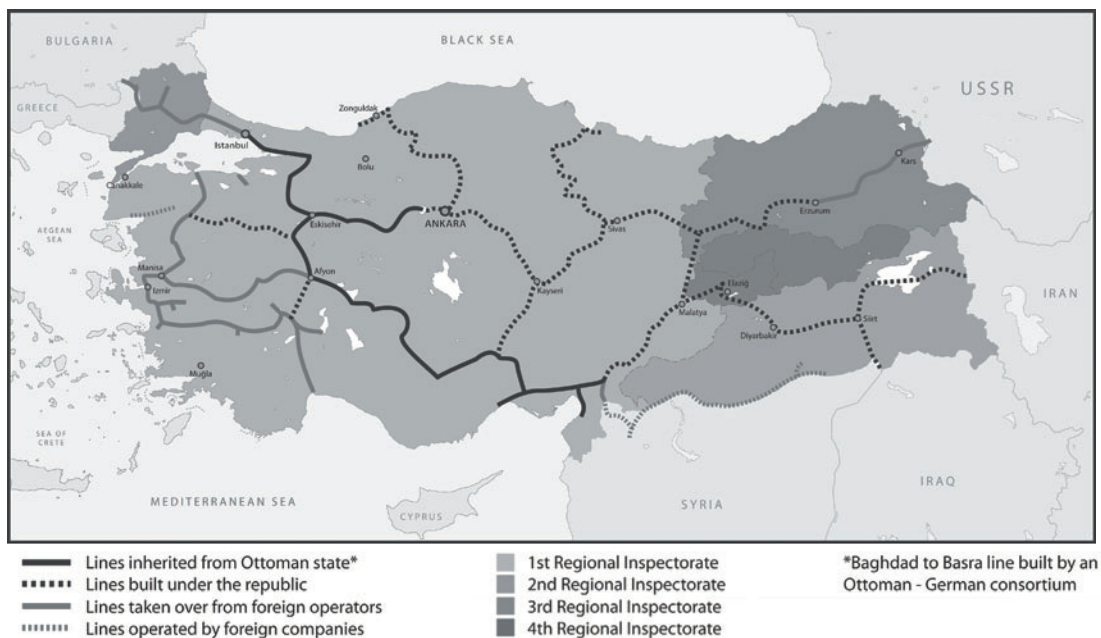 BULGARIA
BLACK SEA
USSR
GREECE
Zonguldak
Istanbul
Bolu
Kars
Çanakkale
Erzurum
Eskisehir
ANKARA
Sivas
AEGEAN
SEA
Manisa
Afyon
Izmir
Kayseri
Elazığ
Malatya
IRAN
Siirt
Diyarbakir
Muğla
SEA OF
CRETE
MEDITERRANEAN SEA
CYPRUS
SYRIA
IRAQ
Lines inherited from Ottoman state*
Lines built under the republic
Lines taken over from foreign operators
Lines operated by foreign companies
1st Regional Inspectorate
2nd Regional Inspectorate
3rd Regional Inspectorate
4th Regional Inspectorate
*Baghdad to Basra line built by an
Ottoman - German consortium